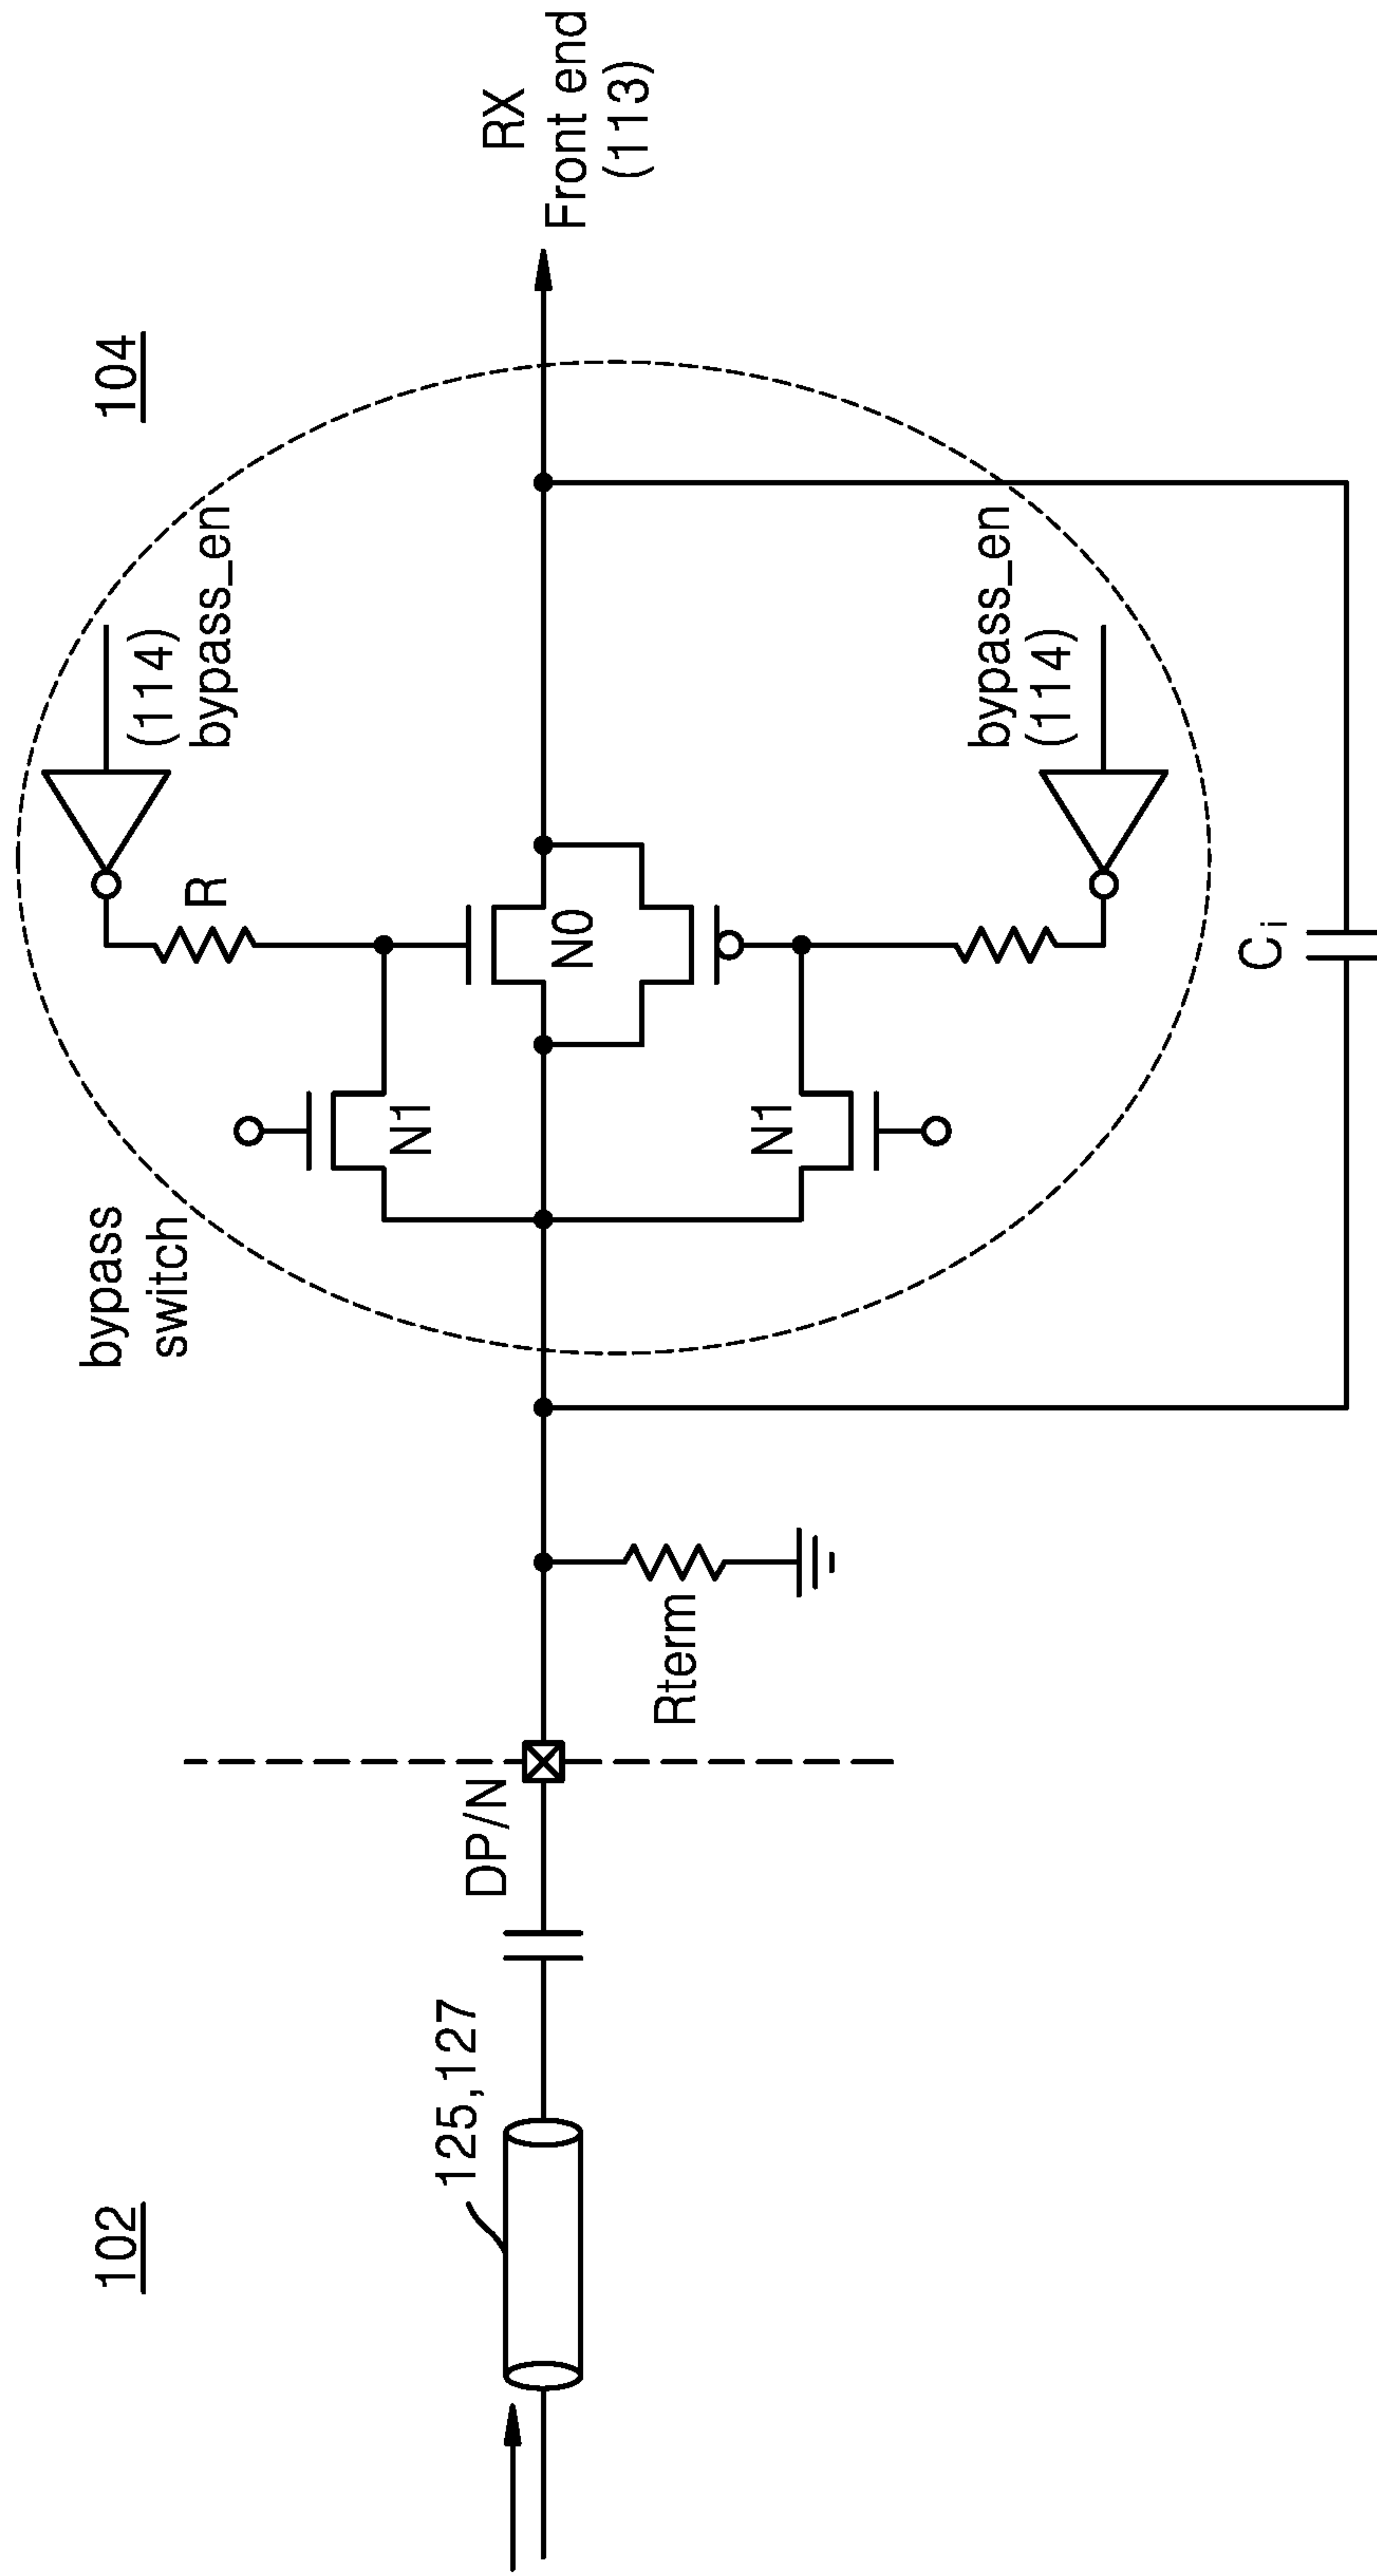 102
104
125,127
DP/N
Rterm
bypass
switch
N1
R
(114)
bypass_en
N0
N1
bypass_en
(114)
Ci
RX
Front end
(113)